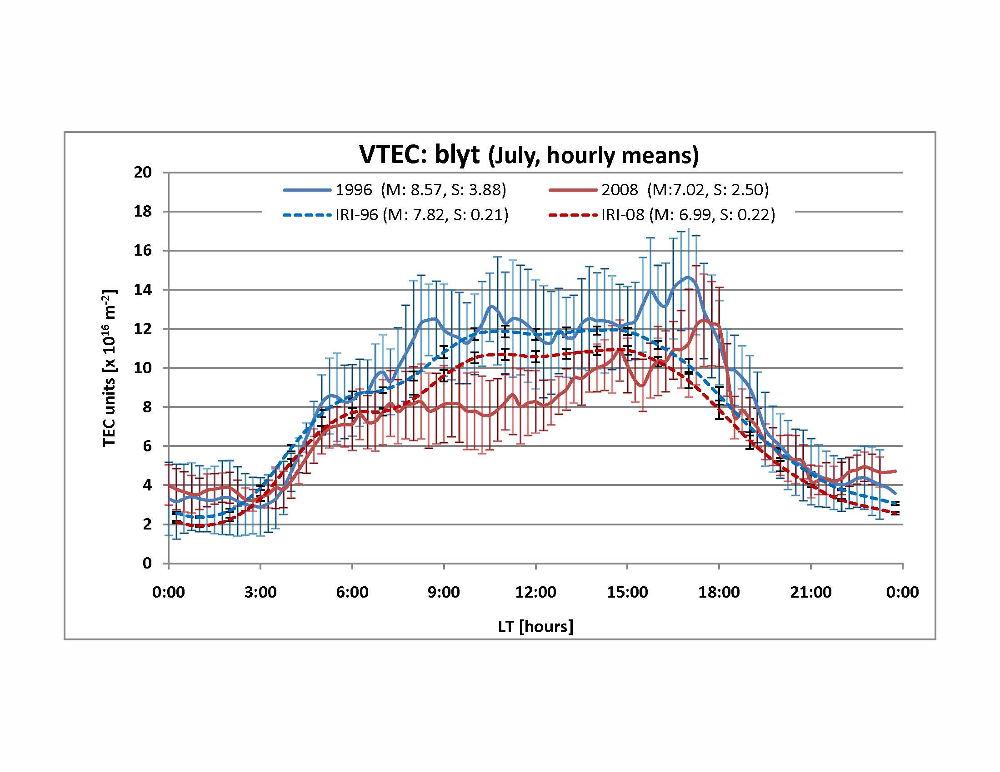 VTEC: blyt (July, hourly means)
1996 (M: 8.57, S: 3.88)
2008 (M:7.02, S: 2.50)
IRI-96 (M: 7.82, S: 0.21)
IRI-08 (M: 6.99, S: 0.22)
TEC units [x 10¹⁶ m⁻²]
20
18
16
14
12
10
8
6
4
2
0
0:00 3:00 6:00 9:00 12:00 15:00 18:00 21:00 0:00
LT [hours]